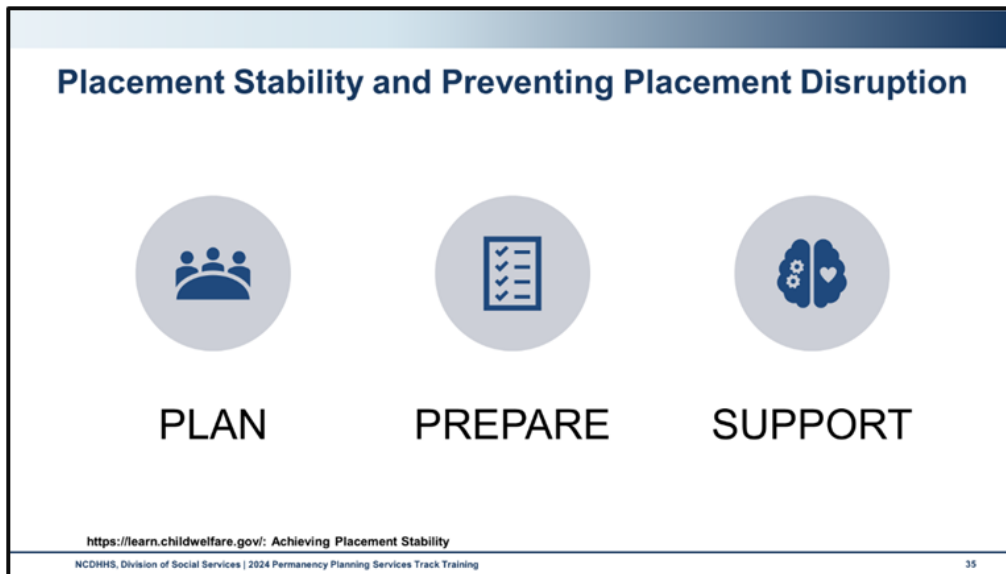 Placement Stability and Preventing Placement Disruption
PLAN
PREPARE
SUPPORT
https://learn.childwelfare.gov/: Achieving Placement Stability
NCDHHS, Division of Social Services | 2024 Permanency Planning Services Track Training
35